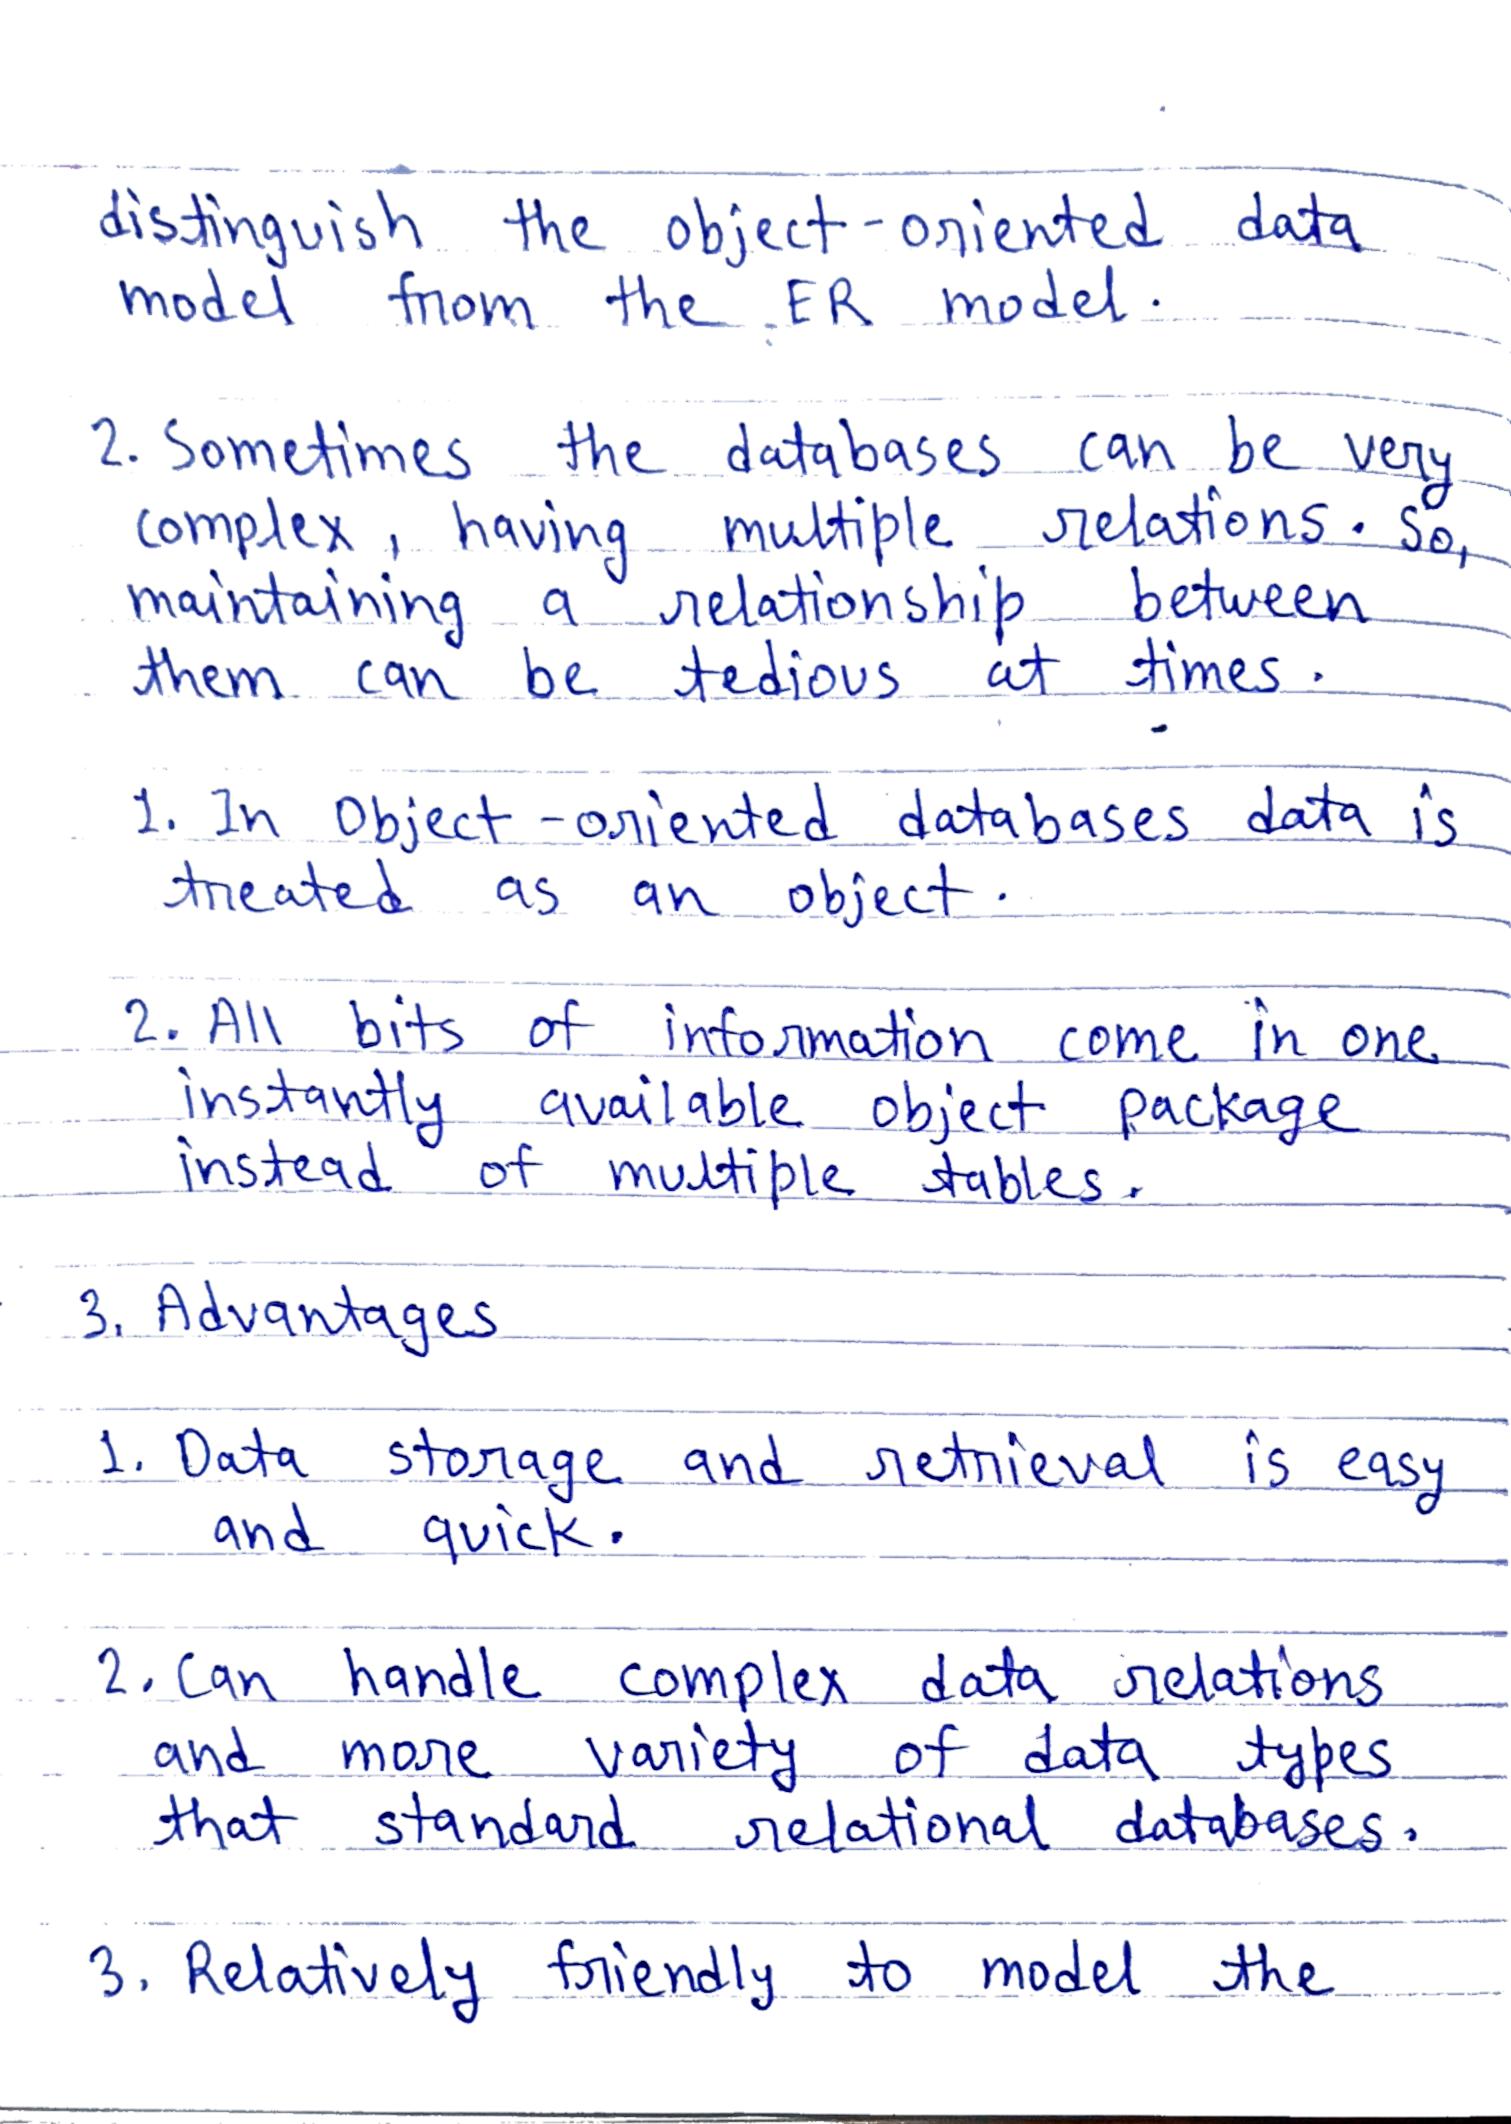 distinguish the object-oriented data
model from the ER model.
2. Sometimes the databases can be very
complex, having multiple relations. So,
maintaining a relationship between
them can be tedious at times.
1. In Object-oriented databases data is
treated as an object.
2. All bits of information come in one
instantly available object package
instead of multiple tables.
3. Advantages
1. Data storage and retrieval is easy
and quick.
2. Can handle complex data relations
and more variety of data types
that standard relational databases.
3. Relatively friendly to model the